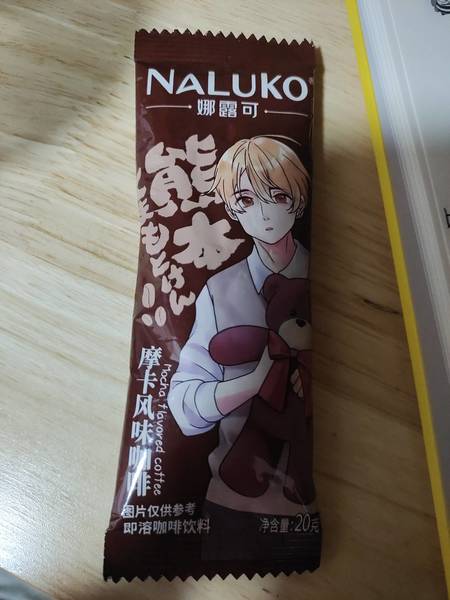 NALUKO
娜露可
熊本
くまもとけん!!
摩卡风味咖啡
Mocha flavored coffee
图片仅供参考
即溶咖啡饮料
净含量:20克